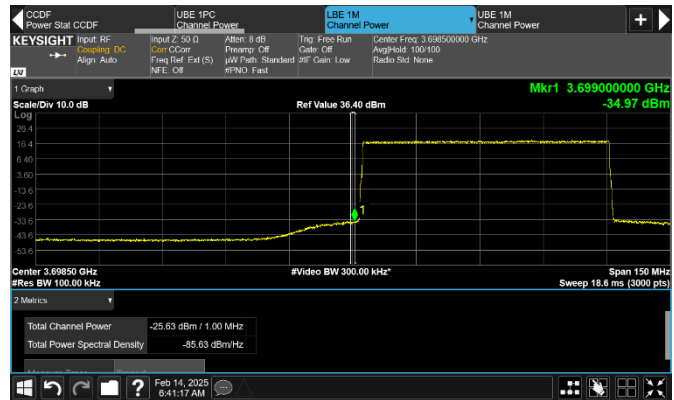 CCDF
Power Stat CCDF
UBE 1PC
Channel Power
LBE 1M
Channel Power
UBE 1M
Channel Power
KEYSIGHT
Input: RF
Coupling: DC
Align: Auto
Input Z: 50 Ω
Corr CCorr
Freq Ref: Ext (S)
NFE: Off
Atten: 8 dB
Preamp: Off
µW Path: Standard
#PNO: Fast
Trig: Free Run
Gate: Off
#IF Gain: Low
Center Freq: 3.698500000 GHz
Avg|Hold: 100/100
Radio Std: None
LXI
1 Graph
Mkr1 3.699000000 GHz
Scale/Div 10.0 dB
Ref Value 36.40 dBm
-34.97 dBm
Log
26.4
16.4
6.40
-3.60
-13.6
-23.6
-33.6
-43.6
-53.6
1
Center 3.69850 GHz
#Video BW 300.00 kHz*
Span 150 MHz
#Res BW 100.00 kHz
Sweep 18.6 ms (3000 pts)
2 Metrics
Total Channel Power -25.63 dBm / 1.00 MHz
Total Power Spectral Density -85.63 dBm/Hz
?
Feb 14, 2025
6:41:17 AM